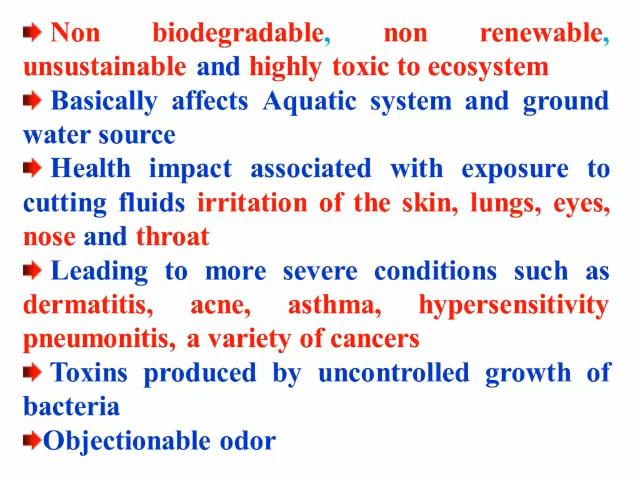 Non biodegradable, non renewable,
unsustainable and highly toxic to ecosystem
Basically affects Aquatic system and ground
water source
Health impact associated with exposure to
cutting fluids irritation of the skin, lungs, eyes,
nose and throat
Leading to more severe conditions such as
dermatitis, acne, asthma, hypersensitivity
pneumonitis, a variety of cancers
Toxins produced by uncontrolled growth of
bacteria
Objectionable odor